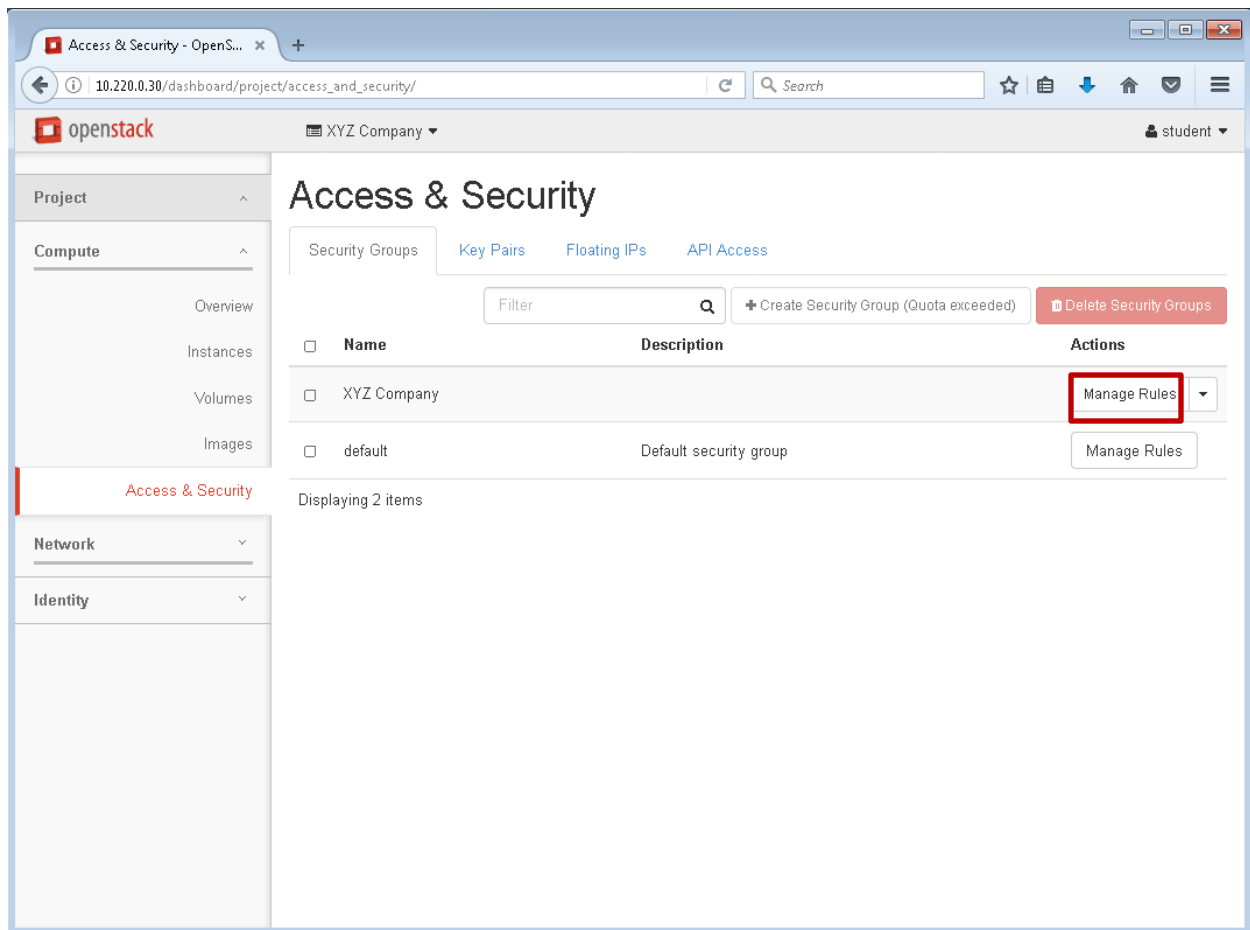 Access & Security - OpenS...
10.220.0.30/dashboard/project/access_and_security/
Search
openstack
XYZ Company
student
Project
Compute
Overview
Instances
Volumes
Images
Access & Security
Network
Identity
Access & Security
Security Groups Key Pairs Floating IPs API Access
Filter Create Security Group (Quota exceeded) Delete Security Groups
Name Description Actions
XYZ Company Manage Rules
default Default security group Manage Rules
Displaying 2 items